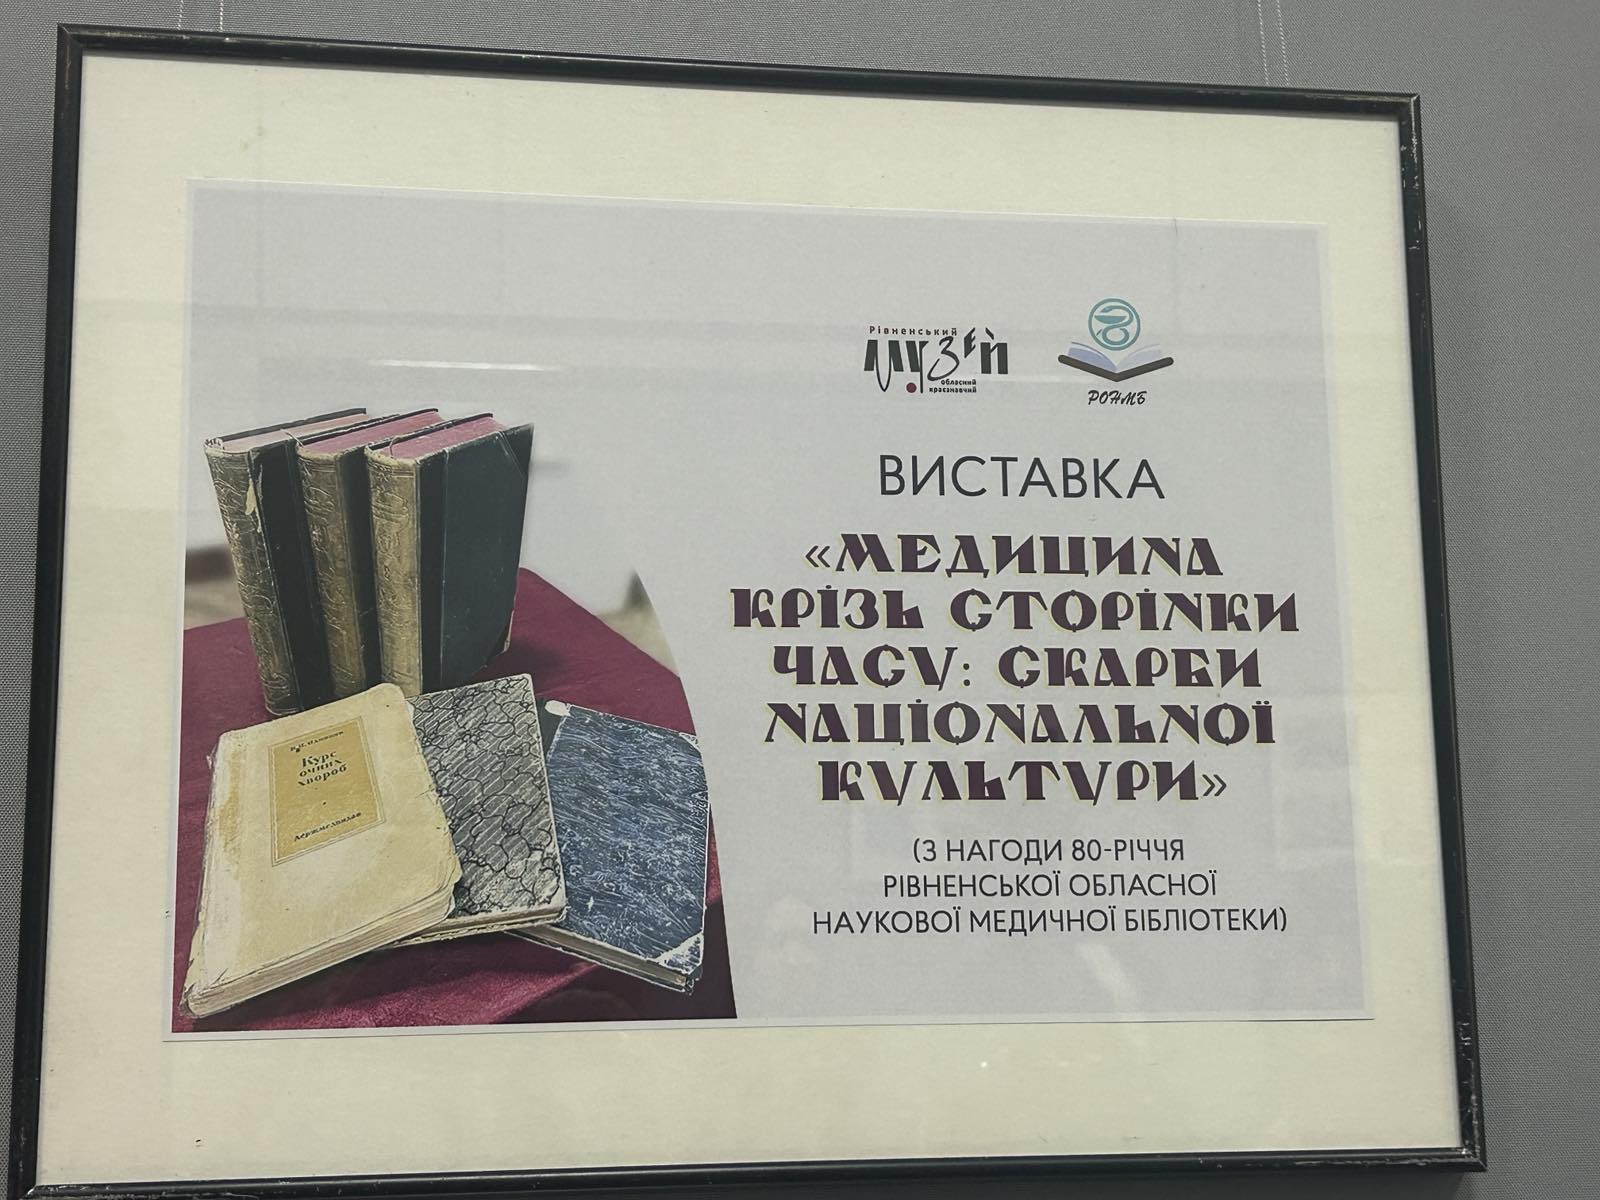 Рівненський
музей
обласний
краєзнавчий
РОНМБ
ВИСТАВКА
«МЕДИЦИНА
КРІЗЬ СТОРІНКИ
ЧАСУ: СКАРБИ
НАЦІОНАЛЬНОЇ
КУЛЬТУРИ»
(З НАГОДИ 80-РІЧЧЯ
РІВНЕНСЬКОЇ ОБЛАСНОЇ
НАУКОВОЇ МЕДИЧНОЇ БІБЛІОТЕКИ)
Курс
очних
хвороб
Держмедвидав